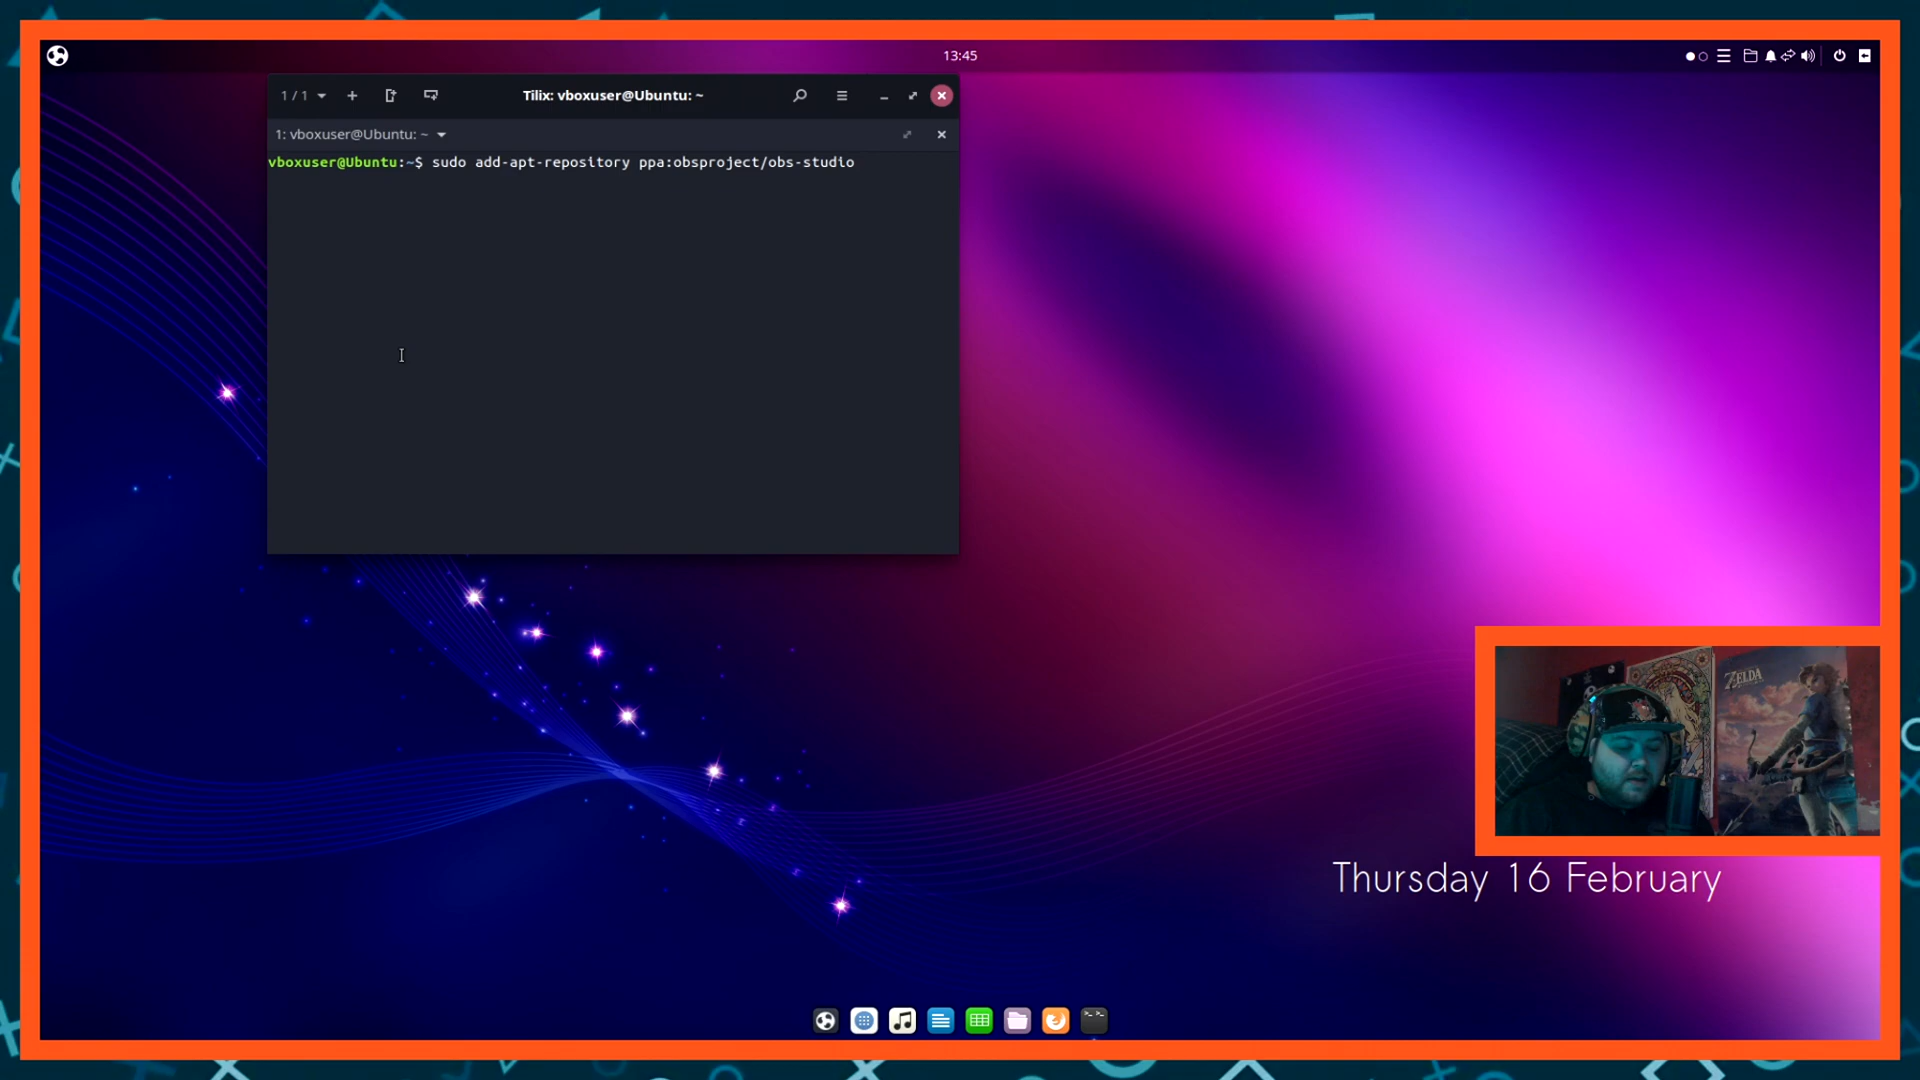 13:45
1 / 1
Tilix: vboxuser@Ubuntu: ~
1: vboxuser@Ubuntu: ~
vboxuser@Ubuntu:~$ sudo add-apt-repository ppa:obsproject/obs-studio
ZELDA
Thursday 16 February